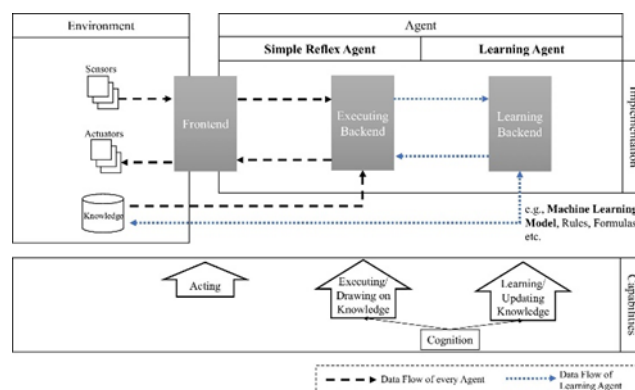 Environment
Agent
Simple Reflex Agent
Learning Agent
Sensors
Actuators
Knowledge
Frontend
Executing
Backend
Learning
Backend
Implementation
e.g., Machine Learning
Model, Rules, Formulas
etc.
Acting
Executing/
Drawing on
Knowledge
Learning/
Updating
Knowledge
Cognition
Capabilities
Data Flow of every Agent
Data Flow of
Learning Agent